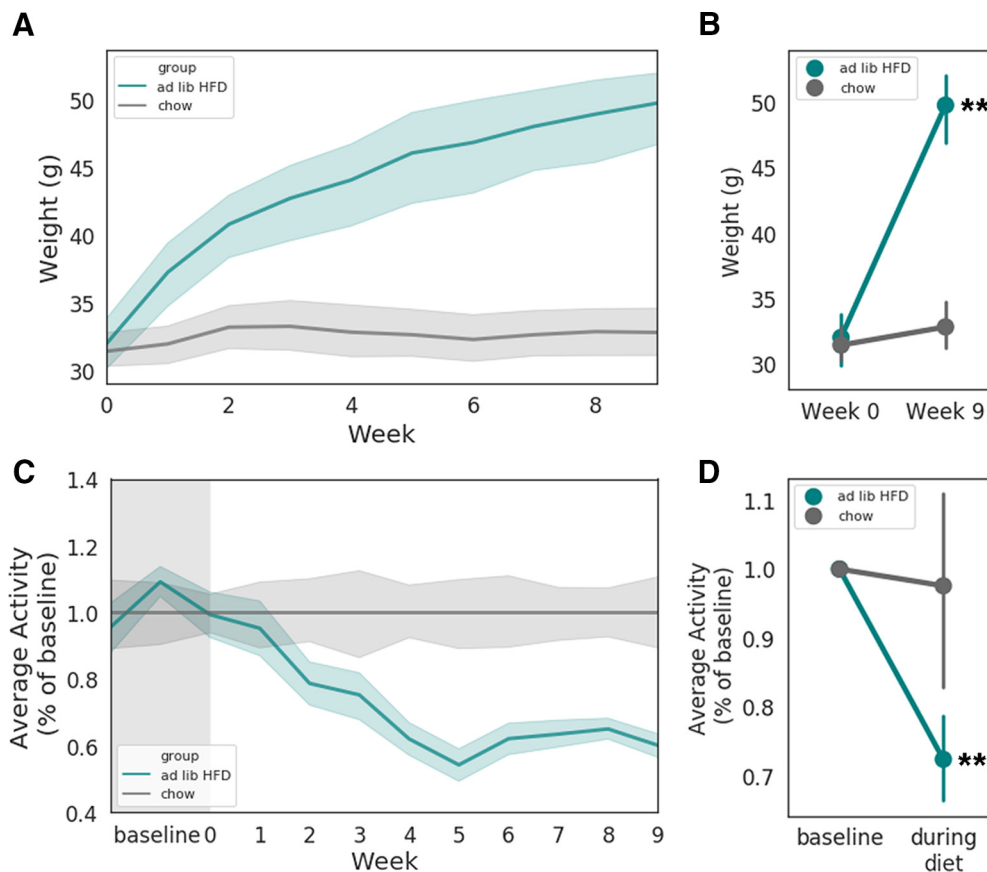 A
group
ad lib HFD
chow
Weight (g)
50
45
40
35
30
0 2 4 6 8
Week
B
ad lib HFD
chow
Weight (g)
50
45
40
35
30
**
Week 0 Week 9
C
Average Activity
(% of baseline)
1.4
1.2
1.0
0.8
0.6
0.4
group
ad lib HFD
chow
baseline 0 1 2 3 4 5 6 7 8 9
Week
D
ad lib HFD
chow
Average Activity
(% of baseline)
1.1
1.0
0.9
0.8
0.7
**
baseline during
diet